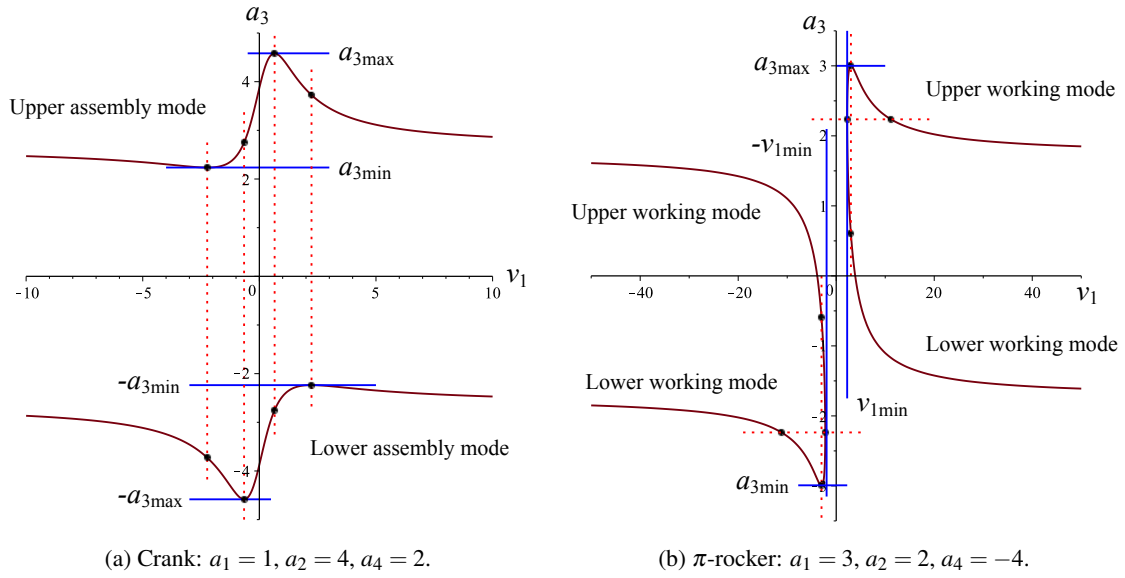 a3
a3max
4
Upper assembly mode
a3min
2
-10
-5
0
5
10
v1
-2
-a3min
Lower assembly mode
-4
-a3max
(a) Crank: a1 = 1, a2 = 4, a4 = 2.
a3
a3max
3
Upper working mode
2
-v1min
1
Upper working mode
-40
-20
0
20
40
v1
-1
Lower working mode
Lower working mode
v1min
-2
a3min
-3
(b) π-rocker: a1 = 3, a2 = 2, a4 = −4.